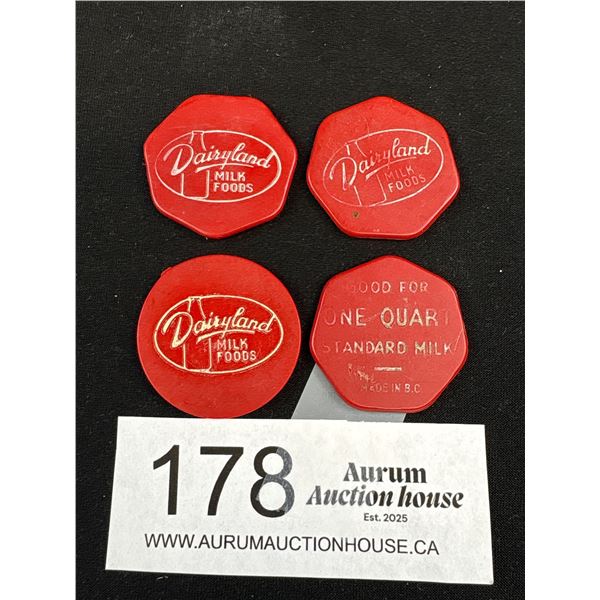 Dairyland
MILK
FOODS
Dairyland
MILK
FOODS
Dairyland
MILK
FOODS
GOOD FOR
ONE QUART
STANDARD MILK
MADE IN B.C.
178
Aurum
Auction house
Est. 2025
WWW.AURUMAUCTIONHOUSE.CA